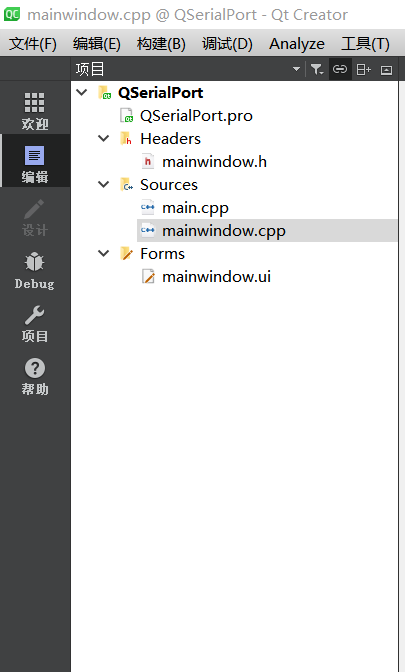 QC mainwindow.cpp @ QSerialPort - Qt Creator
文件(F) 编辑(E) 构建(B) 调试(D) Analyze 工具(T)
项目
欢迎
编辑
设计
Debug
项目
帮助
QSerialPort
QSerialPort.pro
Headers
mainwindow.h
Sources
main.cpp
mainwindow.cpp
Forms
mainwindow.ui